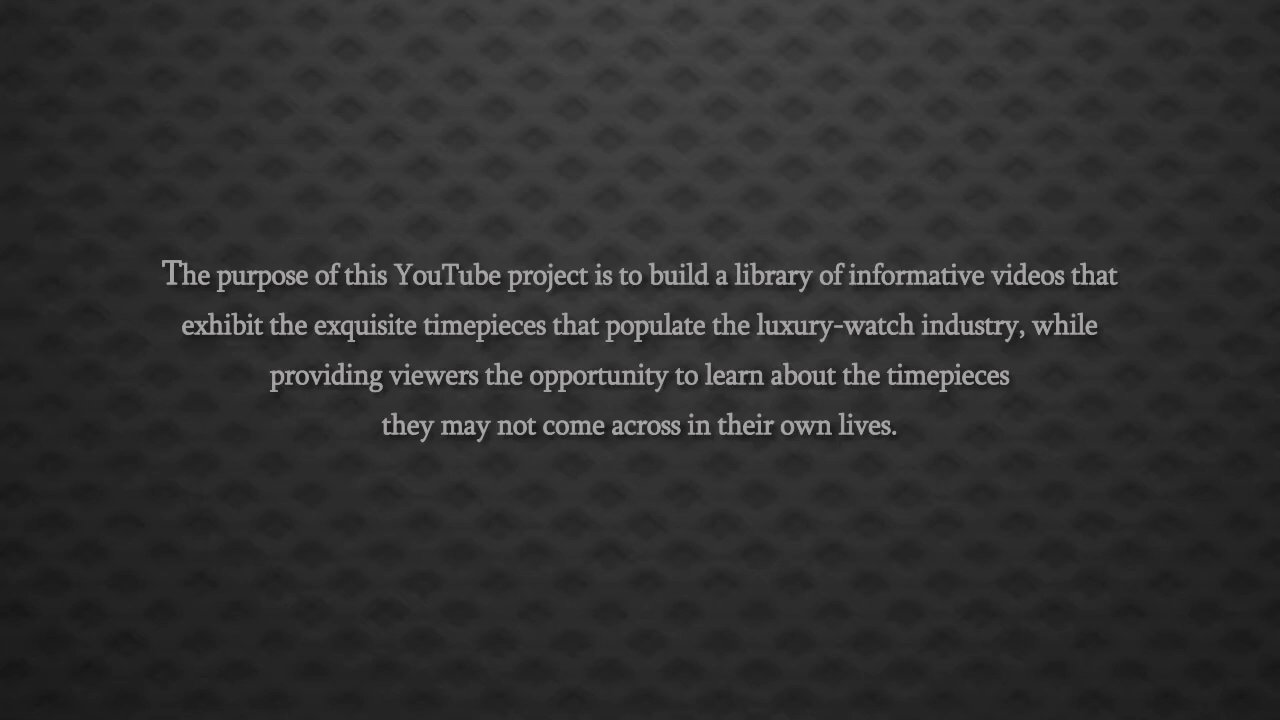 The purpose of this YouTube project is to build a library of informative videos that
exhibit the exquisite timepieces that populate the luxury-watch industry, while
providing viewers the opportunity to learn about the timepieces
they may not come across in their own lives.